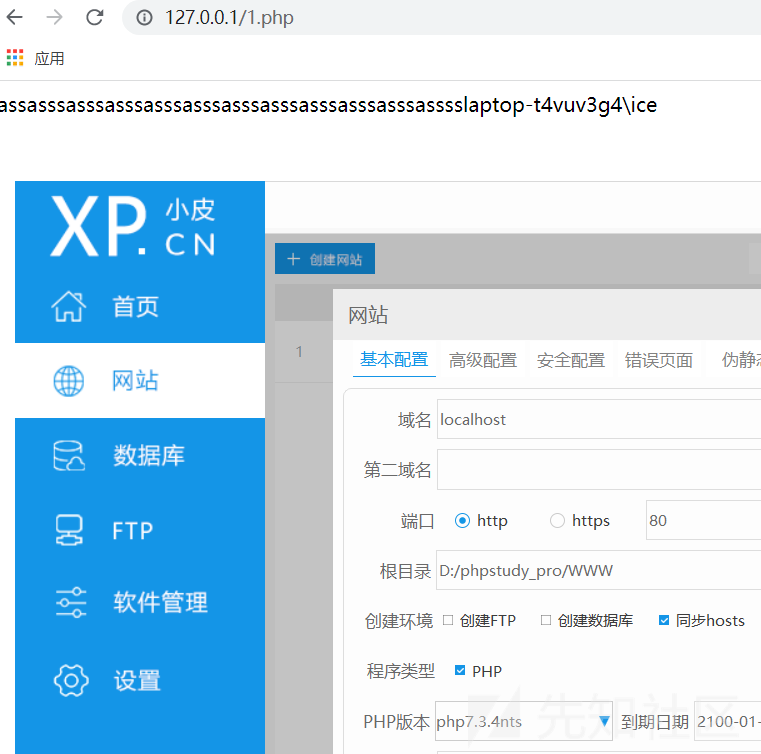 127.0.0.1/1.php
应用
assasssasssasssasssasssasssasssasssasssasssasssasssslaptop-t4vuv3g4\ice
XP.小皮CN
首页
网站
数据库
FTP
软件管理
设置
创建网站
1
网站
基本配置 高级配置 安全配置 错误页面
域名 localhost
第二域名
端口 http https 80
根目录 D:/phpstudy_pro/WWW
创建环境 创建FTP 创建数据库 同步hosts
程序类型 PHP
PHP版本 php7.3.4nts 到期日期 2100-01-
先知社区